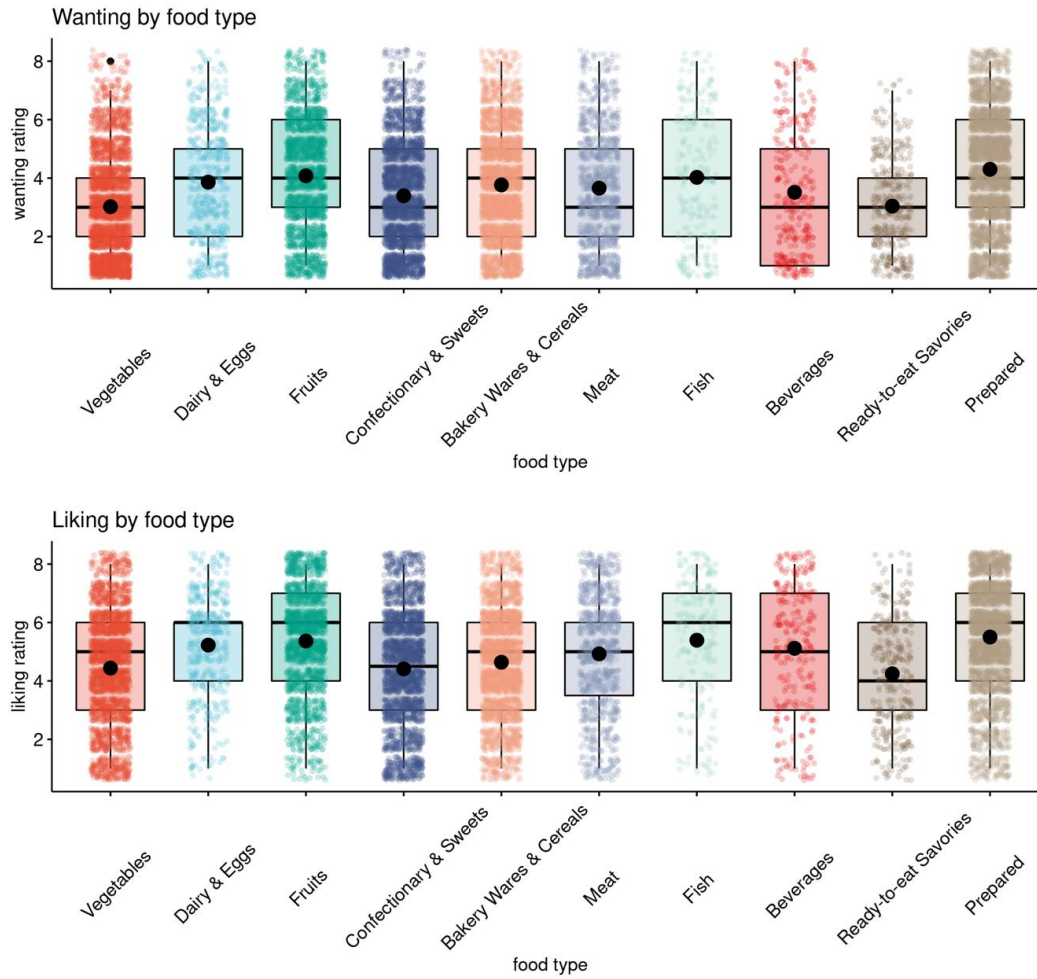 Wanting by food type
wanting rating
8
6
4
2
Vegetables
Dairy & Eggs
Fruits
Confectionary & Sweets
Bakery Wares & Cereals
Meat
Fish
Beverages
Ready-to-eat Savories
Prepared
food type
Liking by food type
liking rating
8
6
4
2
Vegetables
Dairy & Eggs
Fruits
Confectionary & Sweets
Bakery Wares & Cereals
Meat
Fish
Beverages
Ready-to-eat Savories
Prepared
food type